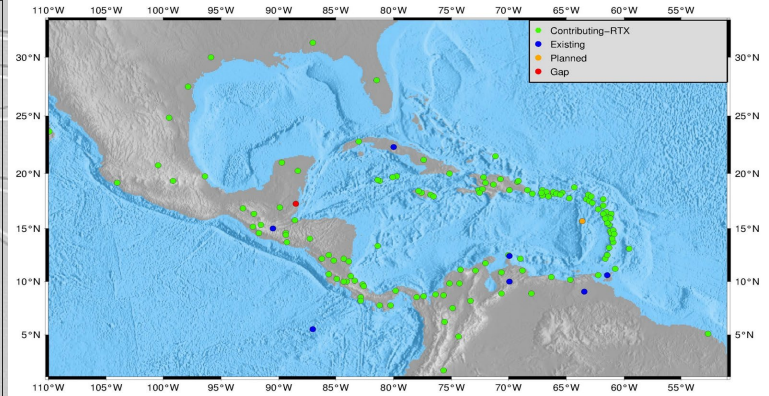 110°W 105°W 100°W 95°W 90°W 85°W 80°W 75°W 70°W 65°W 60°W 55°W
Contributing−RTX
Existing
Planned
Gap
30°N 30°N
25°N 25°N
20°N 20°N
15°N 15°N
10°N 10°N
5°N 5°N
110°W 105°W 100°W 95°W 90°W 85°W 80°W 75°W 70°W 65°W 60°W 55°W